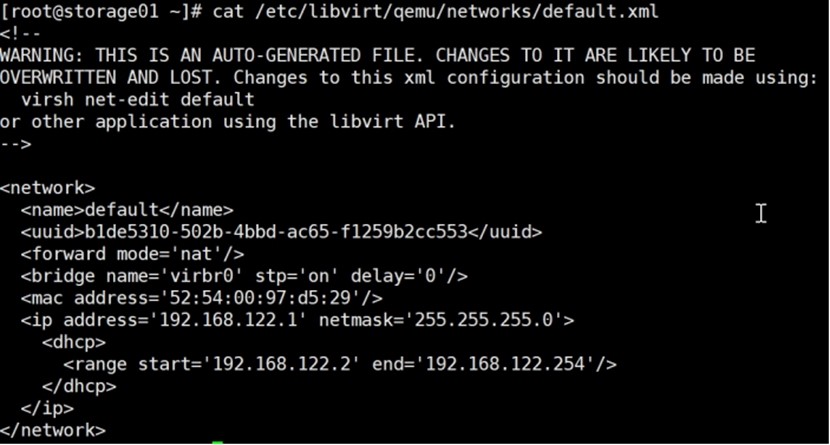 [root@storage01 ~]# cat /etc/libvirt/qemu/networks/default.xml
<!--
WARNING: THIS IS AN AUTO-GENERATED FILE. CHANGES TO IT ARE LIKELY TO BE
OVERWRITTEN AND LOST. Changes to this xml configuration should be made using:
  virsh net-edit default
or other application using the libvirt API.
-->

<network>
  <name>default</name>
  <uuid>b1de5310-502b-4bbd-ac65-f1259b2cc553</uuid>
  <forward mode='nat'/>
  <bridge name='virbr0' stp='on' delay='0'/>
  <mac address='52:54:00:97:d5:29'/>
  <ip address='192.168.122.1' netmask='255.255.255.0'>
    <dhcp>
      <range start='192.168.122.2' end='192.168.122.254'/>
    </dhcp>
  </ip>
</network>